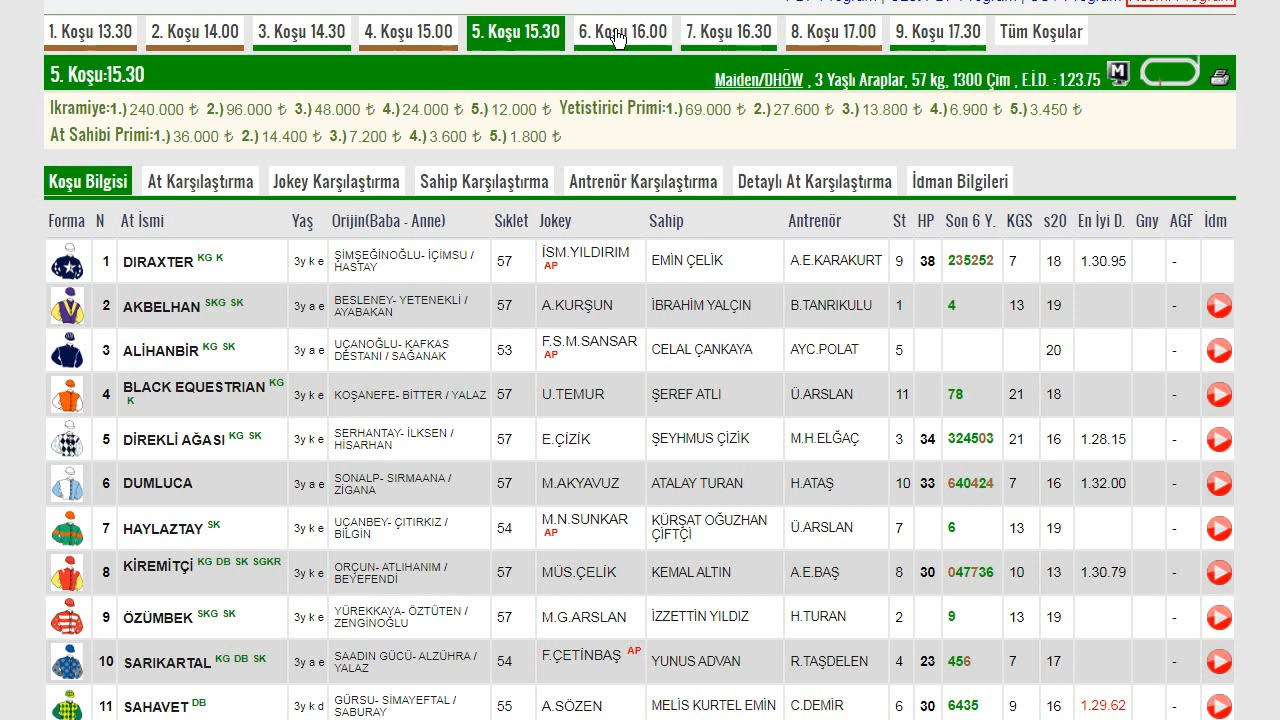 1. Koşu 13.30 2. Koşu 14.00 3. Koşu 14.30 4. Koşu 15.00 5. Koşu 15.30 6. Koşu 16.00 7. Koşu 16.30 8. Koşu 17.00 9. Koşu 17.30 Tüm Koşular
5. Koşu:15.30 Maiden/DHÖW , 3 Yaşlı Araplar, 57 kg, 1300 Çim , E.İ.D. : 1.23.75 M
Ikramiye:1.) 240.000 ₺ 2.) 96.000 ₺ 3.) 48.000 ₺ 4.) 24.000 ₺ 5.) 12.000 ₺ Yetistirici Primi:1.) 69.000 ₺ 2.) 27.600 ₺ 3.) 13.800 ₺ 4.) 6.900 ₺ 5.) 3.450 ₺
At Sahibi Primi:1.) 36.000 ₺ 2.) 14.400 ₺ 3.) 7.200 ₺ 4.) 3.600 ₺ 5.) 1.800 ₺
Koşu Bilgisi At Karşılaştırma Jokey Karşılaştırma Sahip Karşılaştırma Antrenör Karşılaştırma Detaylı At Karşılaştırma İdman Bilgileri
Forma N At İsmi Yaş Orijin(Baba - Anne) Sıklet Jokey Sahip Antrenör St HP Son 6 Y. KGS s20 En İyi D. Gny AGF İdm
1 DIRAXTER KG K 3y k e ŞİMŞEĞİNOĞLU- İÇİMSU / HASTAY 57 İSM.YILDIRIM AP EMİN ÇELİK A.E.KARAKURT 9 38 235252 7 18 1.30.95 -
2 AKBELHAN SKG SK 3y a e BESLENEY- YETENEKLİ / AYABAKAN 57 A.KURŞUN İBRAHİM YALÇIN B.TANRIKULU 1 4 13 19 -
3 ALİHANBİR KG SK 3y a e UÇANOĞLU- KAFKAS DESTANI / SAĞANAK 53 F.S.M.SANSAR AP CELAL ÇANKAYA AYC.POLAT 5 20 -
4 BLACK EQUESTRIAN KG K 3y k e KOŞANEFE- BİTTER / YALAZ 57 U.TEMUR ŞEREF ATLI Ü.ARSLAN 11 78 21 18 -
5 DİREKLİ AĞASI KG SK 3y k e SERHANTAY- İLKSEN / HİSARHAN 57 E.ÇİZİK ŞEYHMUS ÇİZİK M.H.ELĞAÇ 3 34 324503 21 16 1.28.15 -
6 DUMLUCA 3y a e SONALP- SIRMAANA / ZİGANA 57 M.AKYAVUZ ATALAY TURAN H.ATAŞ 10 33 640424 7 16 1.32.00 -
7 HAYLAZTAY SK 3y k e UÇANBEY- ÇITIRKIZ / BİLGİN 54 M.N.SUNKAR AP KÜRŞAT OĞUZHAN ÇİFTÇİ Ü.ARSLAN 7 6 13 19 -
8 KİREMİTÇİ KG DB SK SGKR 3y k e ORÇUN- ATLIHANIM / BEYEFENDİ 57 MÜS.ÇELİK KEMAL ALTIN A.E.BAŞ 8 30 047736 10 13 1.30.79 -
9 ÖZÜMBEK SKG SK 3y k e YÜREKKAYA- ÖZTÜTEN / ZENGİNOĞLU 57 M.G.ARSLAN İZZETTİN YILDIZ H.TURAN 2 9 13 19 -
10 SARIKARTAL KG DB SK 3y a e SAADIN GÜCÜ- ALZÜHRA / YALAZ 54 F.ÇETİNBAŞ AP YUNUS ADVAN R.TAŞDELEN 4 23 456 7 17 -
11 SAHAVET DB 3y k d GÜRSU- SİMAYEFTAL / SABURAY 55 A.SÖZEN MELİS KURTEL EMİN C.DEMİR 6 30 6435 9 16 1.29.62 -